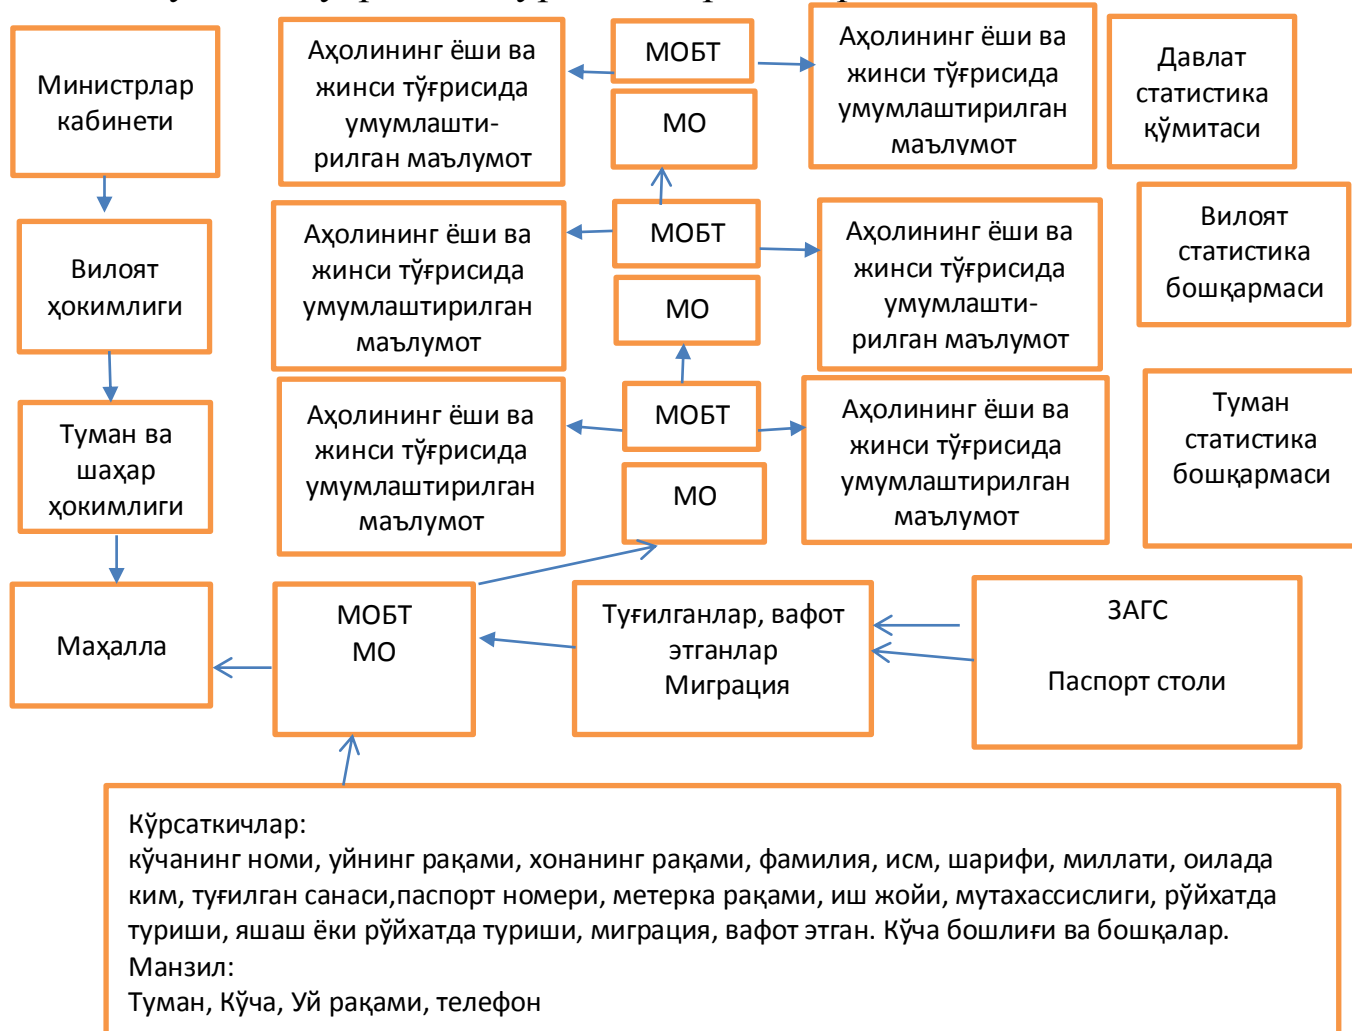 Министрлар
кабинети
Аҳолининг ёши ва
жинси тўғрисида
умумлашти-
рилган маълумот
МОБТ
МО
Аҳолининг ёши ва
жинси тўғрисида
умумлаштирилган
маълумот
Давлат
статистика
қўмитаси
Вилоят
ҳокимлиги
Аҳолининг ёши ва
жинси тўғрисида
умумлаштирилган
маълумот
МОБТ
МО
Аҳолининг ёши ва
жинси тўғрисида
умумлашти-
рилган маълумот
Вилоят
статистика
бошқармаси
Туман ва
шаҳар
ҳокимлиги
Аҳолининг ёши ва
жинси тўғрисида
умумлаштирилган
маълумот
МОБТ
МО
Аҳолининг ёши ва
жинси тўғрисида
умумлаштирилган
маълумот
Туман
статистика
бошқармаси
Маҳалла
МОБТ
МО
Туғилганлар, вафот
этганлар
Миграция
ЗАГС
Паспорт столи
Кўрсаткичлар:
кўчанинг номи, уйнинг рақами, хонанинг рақами, фамилия, исм, шарифи, миллати, оилада
ким, туғилган санаси,паспорт номери, метерка рақами, иш жойи, мутахассислиги, рўйхатда
туриши, яшаш ёки рўйхатда туриши, миграция, вафот этган. Кўча бошлиғи ва бошқалар.
Манзил:
Туман, Кўча, Уй рақами, телефон